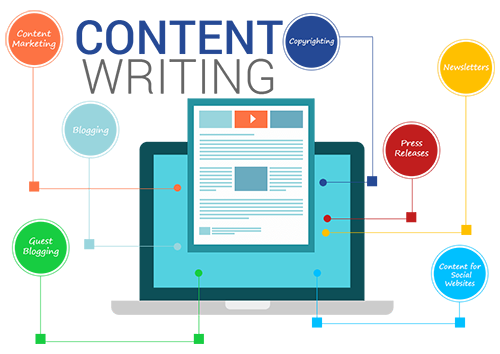 CONTENT
WRITING
Content
Marketing
Copyrighting
Newsletters
Blogging
Press
Releases
Guest
Blogging
Content for
Social
Websites